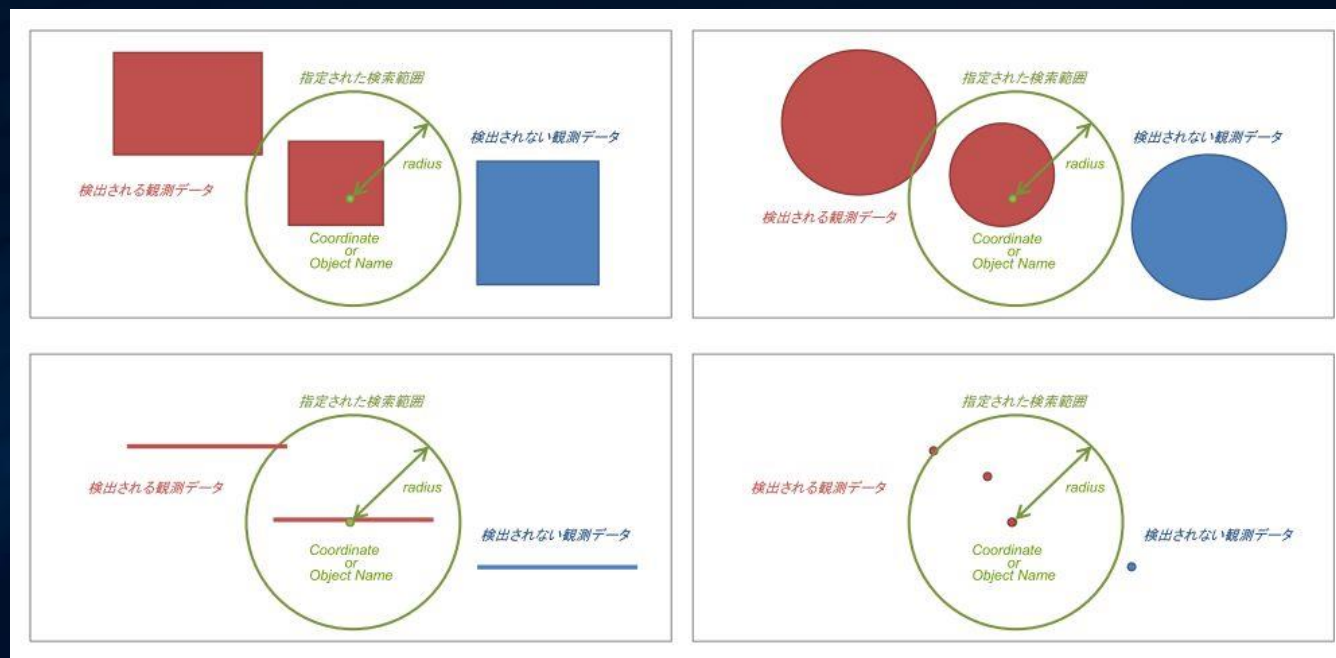 指定された検索範囲
検出されない観測データ
radius
検出される観測データ
Coordinate
or
Object Name
指定された検索範囲
検出されない観測データ
radius
検出される観測データ
Coordinate
or
Object Name
指定された検索範囲
検出される観測データ
radius
検出されない観測データ
Coordinate
or
Object Name
指定された検索範囲
検出される観測データ
radius
検出されない観測データ
Coordinate
or
Object Name